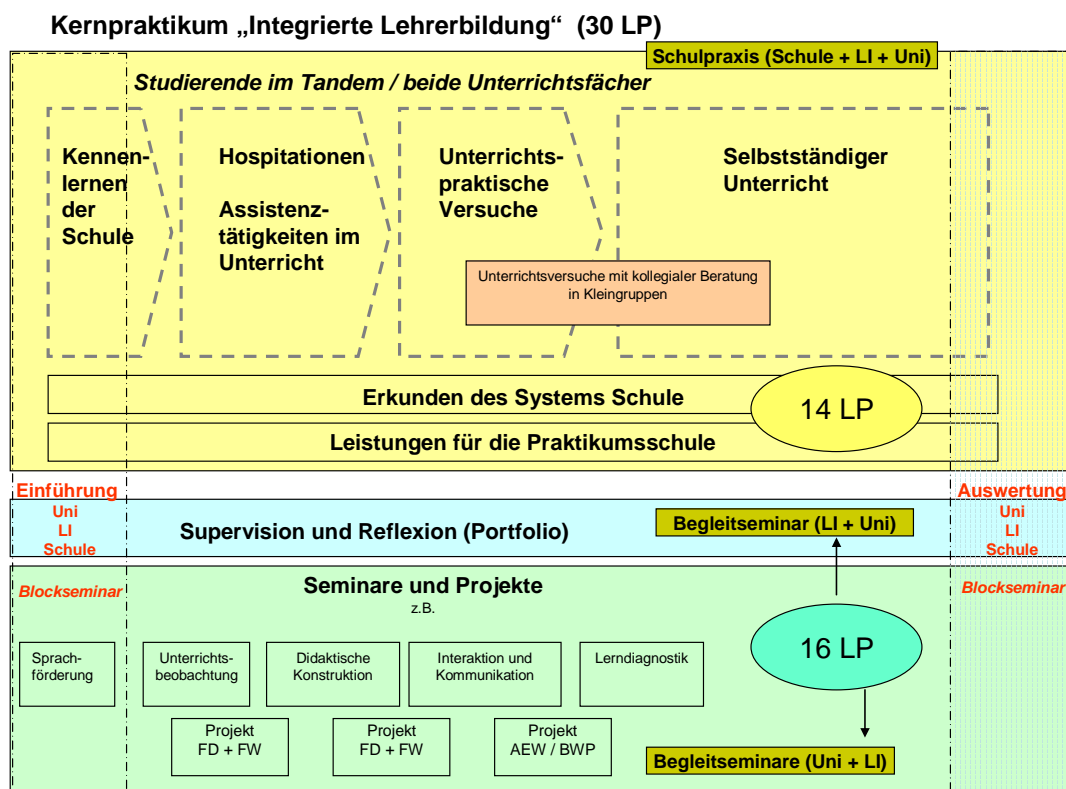 Kernpraktikum „Integrierte Lehrerbildung“ (30 LP)
Schulpraxis (Schule + LI + Uni)
Studierende im Tandem / beide Unterrichtsfächer
Kennen-
lernen
der
Schule
Hospitationen
Assistenz-
tätigkeiten im
Unterricht
Unterrichts-
praktische
Versuche
Selbstständiger
Unterricht
Unterrichtsversuche mit kollegialer Beratung
in Kleingruppen
Erkunden des Systems Schule
14 LP
Leistungen für die Praktikumsschule
Einführung
Uni
LI
Schule
Supervision und Reflexion (Portfolio)
Begleitseminar (LI + Uni)
Auswertung
Uni
LI
Schule
Blockseminar
Seminare und Projekte
z.B.
Blockseminar
16 LP
Sprach-
förderung
Unterrichts-
beobachtung
Didaktische
Konstruktion
Interaktion und
Kommunikation
Lerndiagnostik
Projekt
FD + FW
Projekt
FD + FW
Projekt
AEW / BWP
Begleitseminare (Uni + LI)